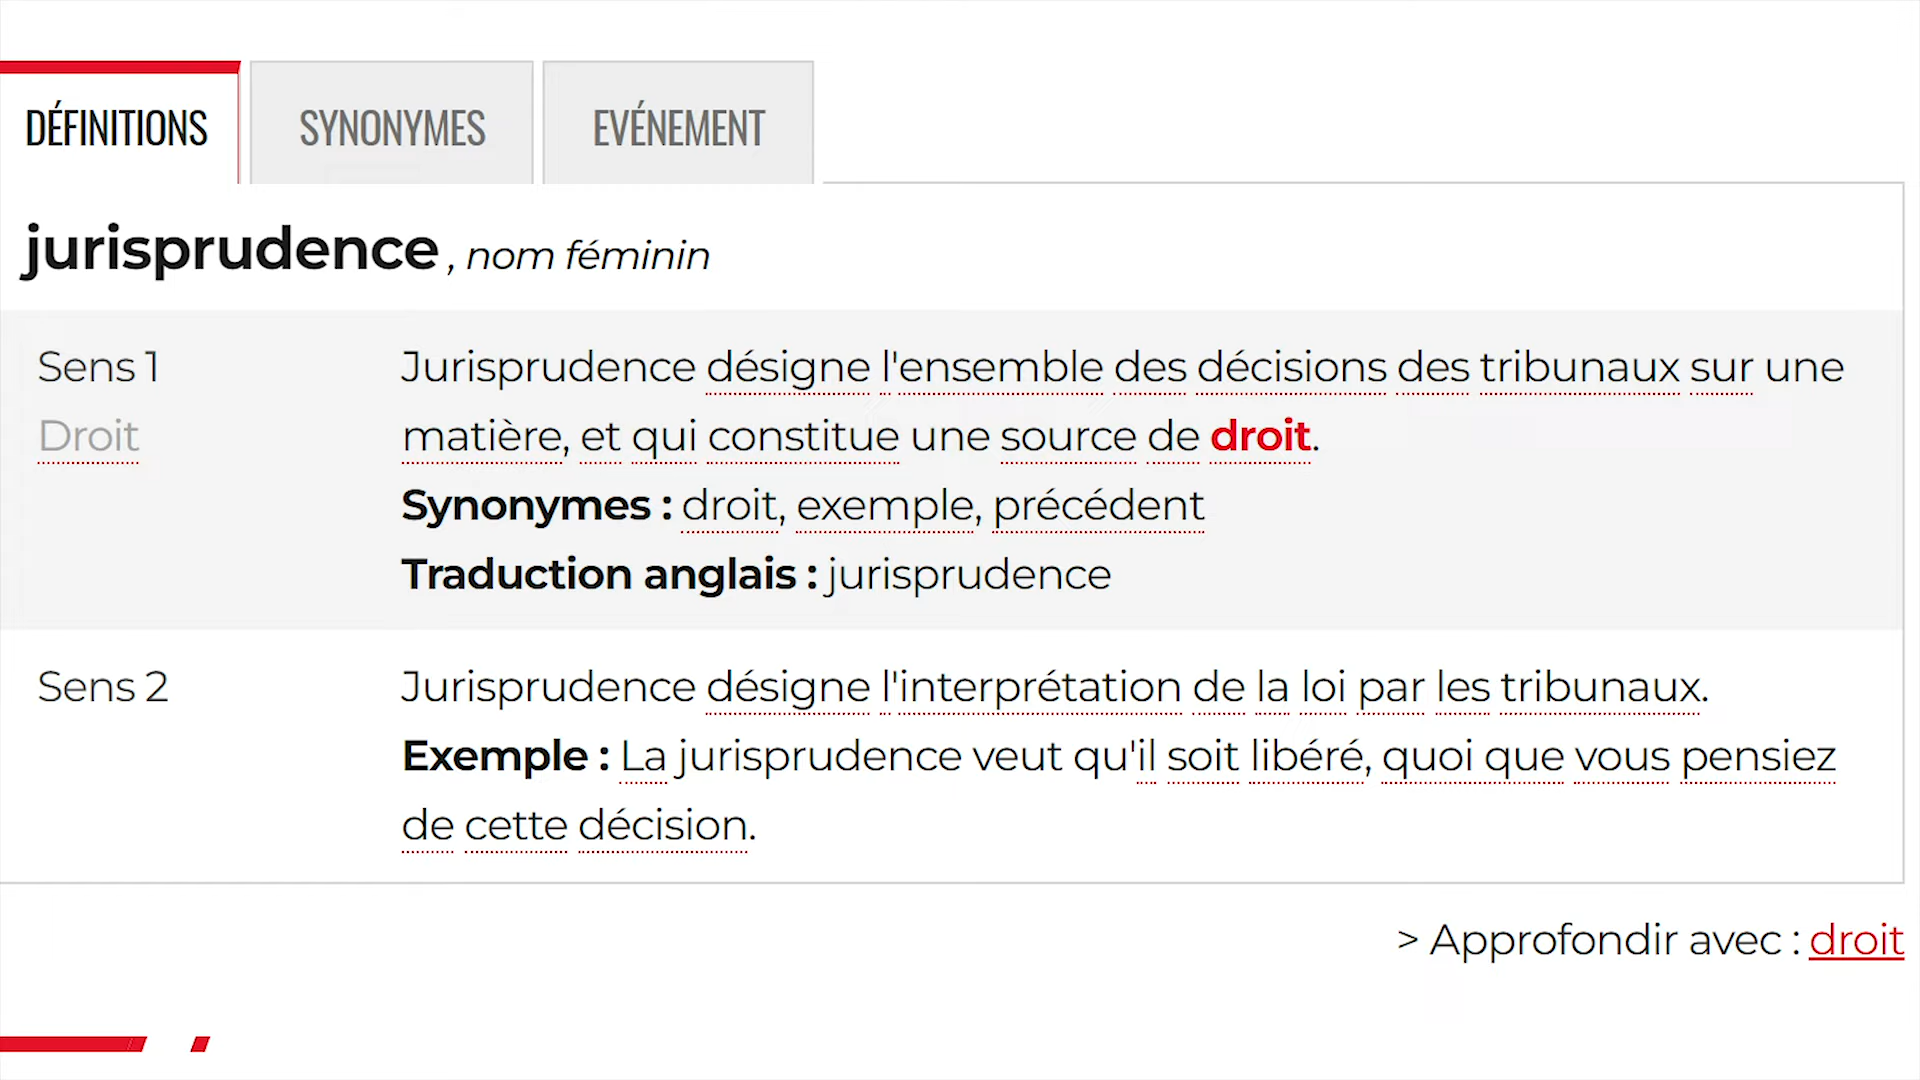 DÉFINITIONS SYNONYMES EVÉNEMENT
jurisprudence , nom féminin
Sens 1 Jurisprudence désigne l'ensemble des décisions des tribunaux sur une
Droit matière, et qui constitue une source de droit.
Synonymes : droit, exemple, précédent
Traduction anglais : jurisprudence
Sens 2 Jurisprudence désigne l'interprétation de la loi par les tribunaux.
Exemple : La jurisprudence veut qu'il soit libéré, quoi que vous pensiez
de cette décision.
> Approfondir avec : droit